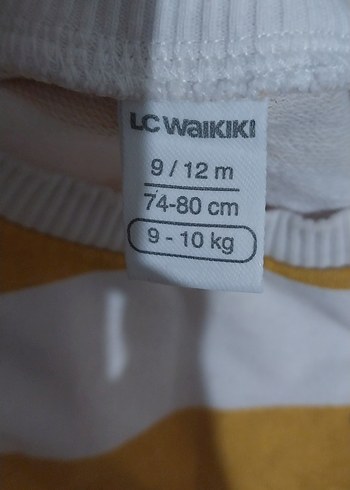 LC WAIKIKI
9 / 12 m
74-80 cm
9 - 10 kg